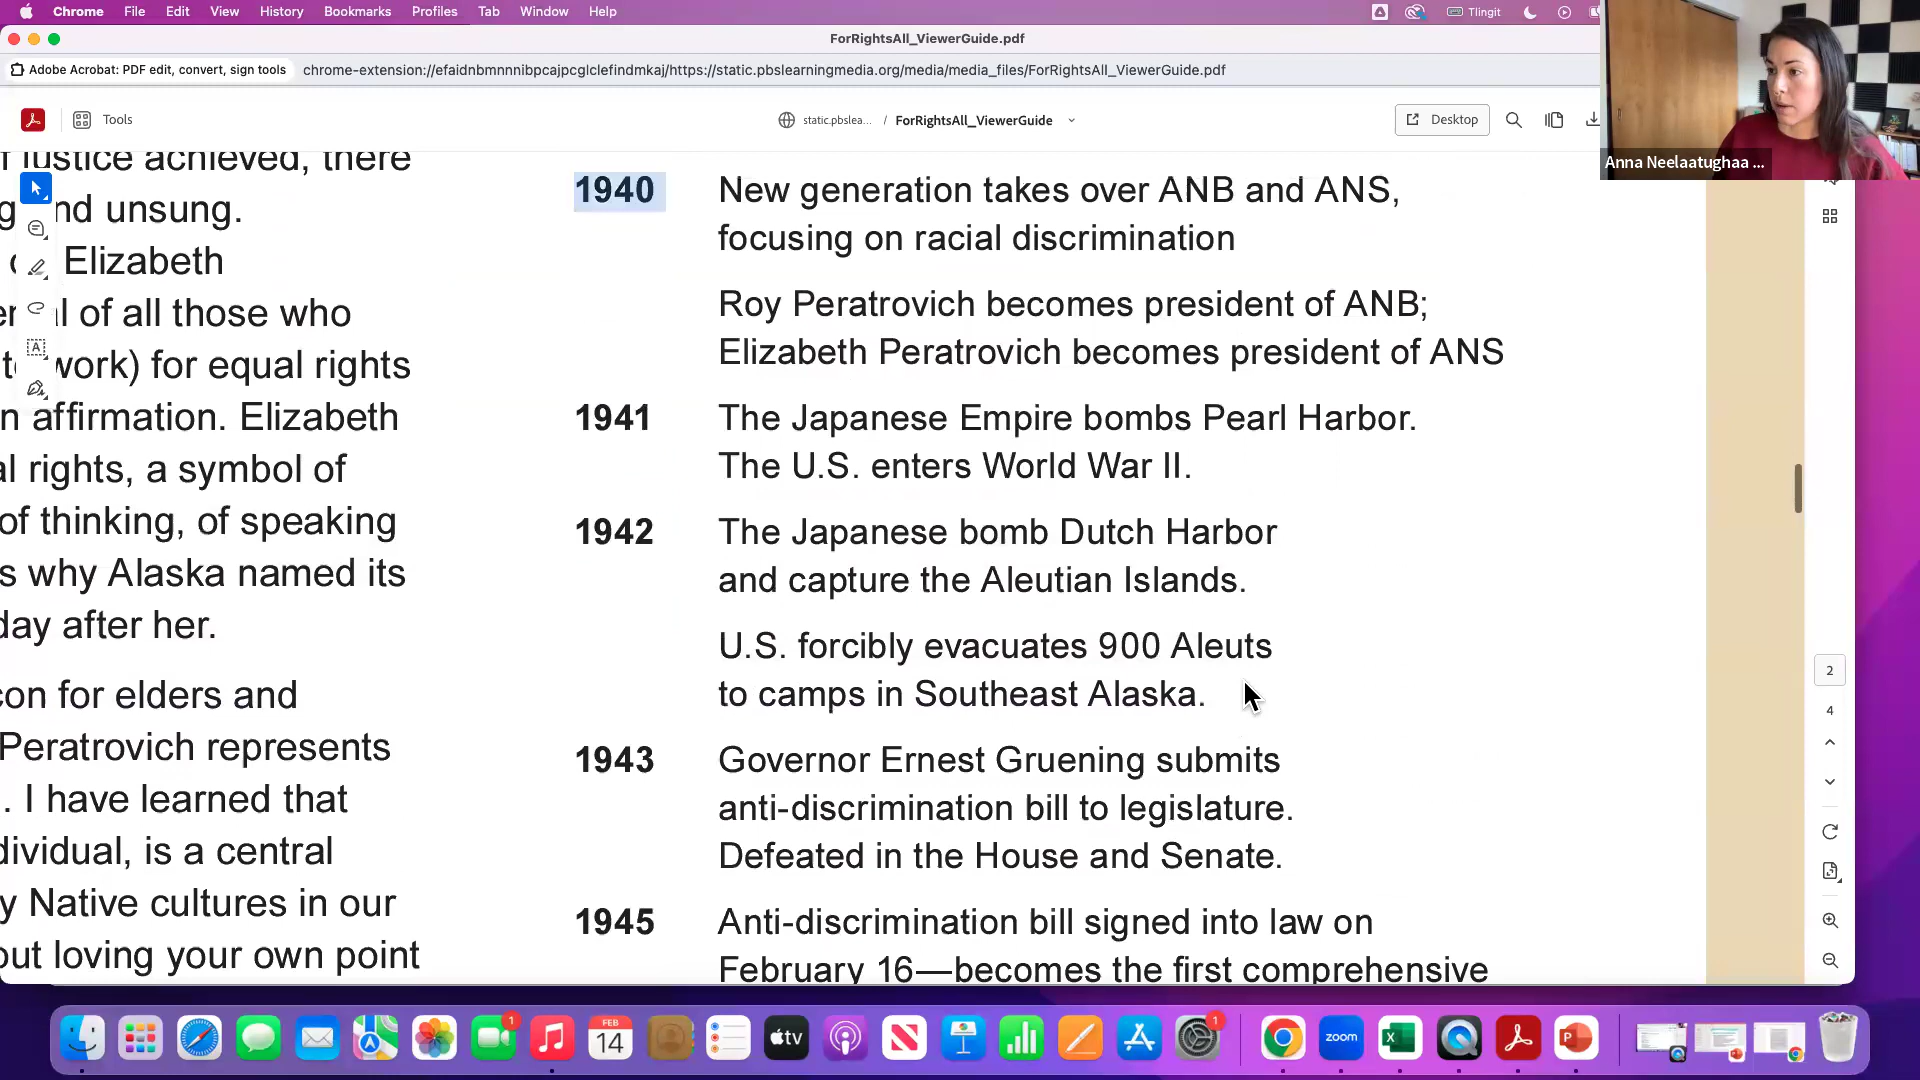 Chrome File Edit View History Bookmarks Profiles Tab Window Help Tlingit
ForRightsAll_ViewerGuide.pdf
Adobe Acrobat: PDF edit, convert, sign tools chrome-extension://efaidnbmnnnibpcajpcglclefindmkaj/https://static.pbslearningmedia.org/media/media_files/ForRightsAll_ViewerGuide.pdf
Tools static.pbslea... / ForRightsAll_ViewerGuide Desktop
Anna Neelaatughaa ...
f justice achieved, there
nd unsung.
Elizabeth
l of all those who
work) for equal rights
n affirmation. Elizabeth
al rights, a symbol of
of thinking, of speaking
s why Alaska named its
day after her.
con for elders and
Peratrovich represents
. I have learned that
dividual, is a central
y Native cultures in our
out loving your own point
1940 New generation takes over ANB and ANS,
focusing on racial discrimination
Roy Peratrovich becomes president of ANB;
Elizabeth Peratrovich becomes president of ANS
1941 The Japanese Empire bombs Pearl Harbor.
The U.S. enters World War II.
1942 The Japanese bomb Dutch Harbor
and capture the Aleutian Islands.
U.S. forcibly evacuates 900 Aleuts
to camps in Southeast Alaska.
1943 Governor Ernest Gruening submits
anti-discrimination bill to legislature.
Defeated in the House and Senate.
1945 Anti-discrimination bill signed into law on
February 16—becomes the first comprehensive
2
4
1
FEB
14
tv
1
zoom